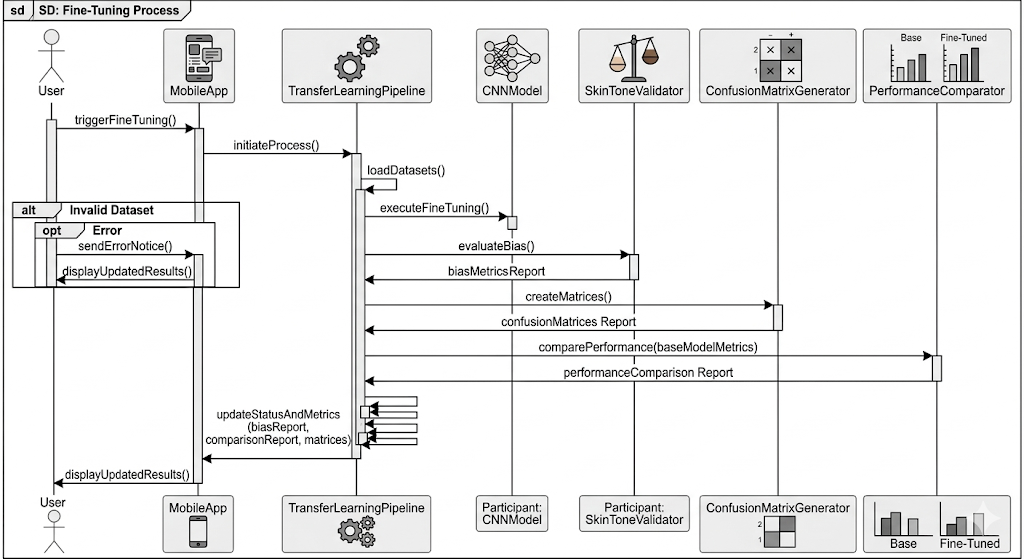 sd SD: Fine-Tuning Process
User
MobileApp
TransferLearningPipeline
CNNModel
SkinToneValidator
- +
2
1
ConfusionMatrixGenerator
Base Fine-Tuned
PerformanceComparator
triggerFineTuning()
initiateProcess()
loadDatasets()
alt Invalid Dataset
executeFineTuning()
opt Error
sendErrorNotice()
evaluateBias()
displayUpdatedResults()
biasMetricsReport
createMatrices()
confusionMatrices Report
comparePerformance(baseModelMetrics)
performanceComparison Report
updateStatusAndMetrics
(biasReport,
comparisonReport, matrices)
displayUpdatedResults()
User
MobileApp
TransferLearningPipeline
Participant:
CNNModel
Participant:
SkinToneValidator
ConfusionMatrixGenerator
2
1
Base Fine-Tuned